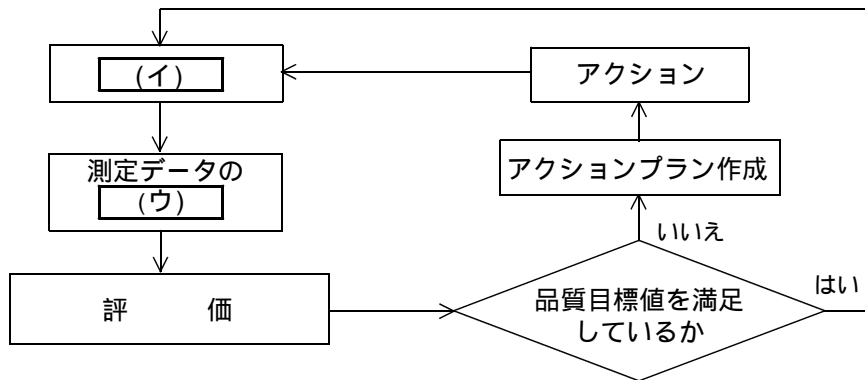 (イ)
アクション
測定データの
(ウ)
アクションプラン作成
いいえ
評 価
品質目標値を満足
しているか
はい